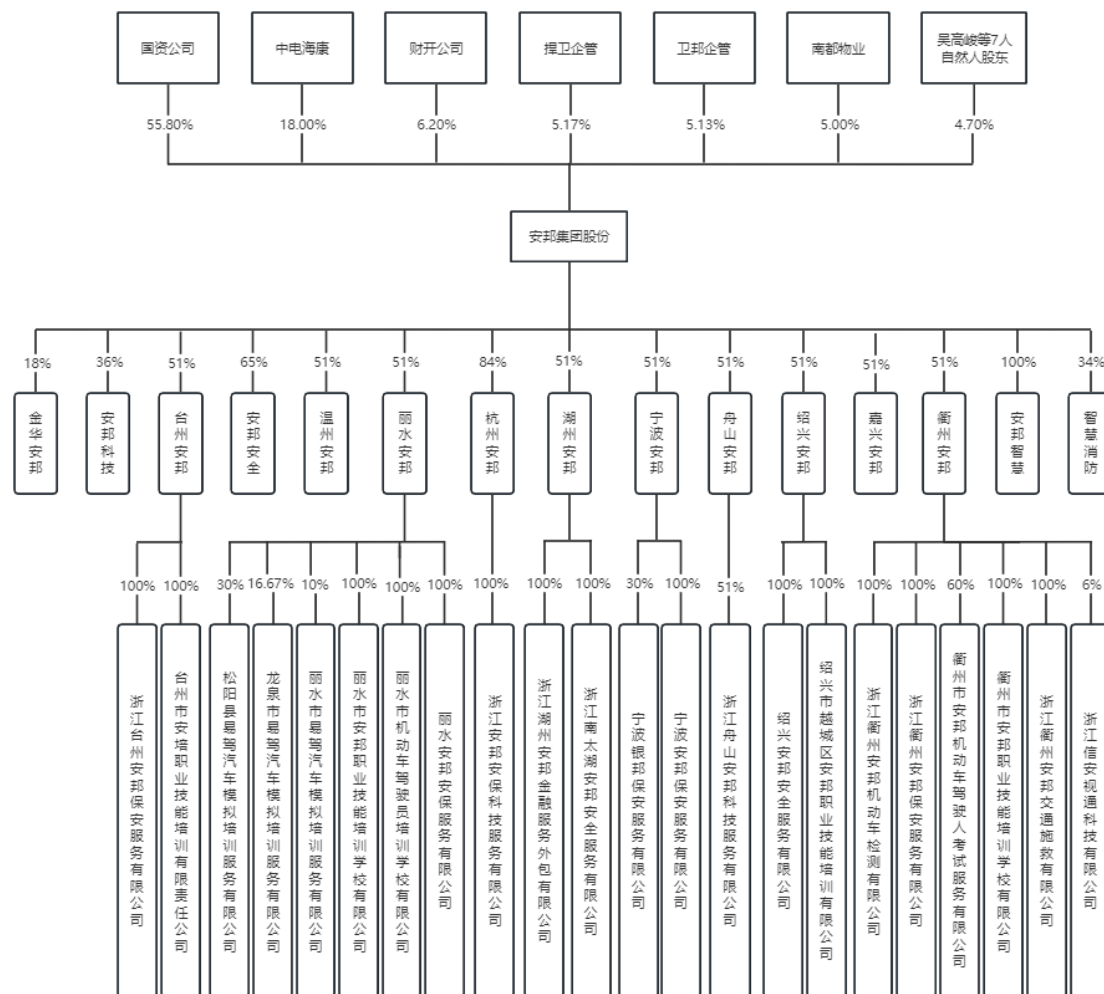 国资公司
中电海康
财开公司
捍卫企管
卫邦企管
南都物业
吴高峻等7人
自然人股东
55.80%
18.00%
6.20%
5.17%
5.13%
5.00%
4.70%
安邦集团股份
18%
36%
51%
65%
51%
51%
84%
51%
51%
51%
51%
51%
51%
100%
34%
金华安邦
安邦科技
台州安邦
安邦安全
温州安邦
丽水安邦
杭州安邦
湖州安邦
宁波安邦
舟山安邦
绍兴安邦
嘉兴安邦
衢州安邦
安邦智慧
智慧消防
100%
100%
30%
16.67%
10%
100%
100%
100%
100%
100%
100%
30%
100%
51%
100%
100%
100%
100%
60%
100%
100%
6%
浙江台州安邦保安服务有限公司
台州市安培职业技能培训有限责任公司
松阳县易驾汽车模拟培训服务有限公司
龙泉市易驾汽车模拟培训服务有限公司
丽水市易驾汽车模拟培训服务有限公司
丽水市安邦职业技能培训学校有限公司
丽水市机动车驾驶员培训学校有限公司
丽水安邦安保服务有限公司
浙江安邦安保科技服务有限公司
浙江湖州安邦金融服务外包有限公司
浙江南太湖安邦安全服务有限公司
宁波银邦保安服务有限公司
宁波安邦保安服务有限公司
浙江舟山安邦科技服务有限公司
绍兴安邦安全服务有限公司
绍兴市越城区安邦职业技能培训有限公司
浙江衢州安邦机动车检测有限公司
浙江衢州安邦保安服务有限公司
衢州市安邦机动车驾驶人考试服务有限公司
衢州市安邦职业技能培训学校有限公司
浙江衢州安邦交通施救有限公司
浙江信安视通科技有限公司